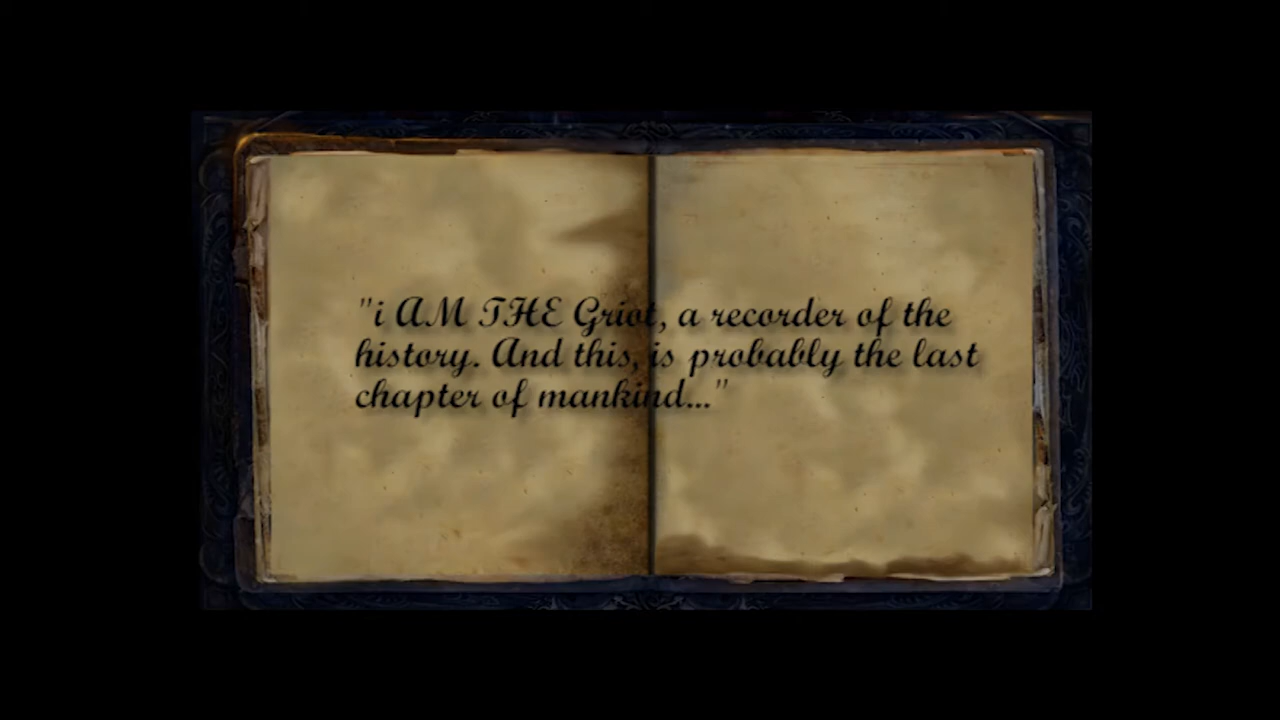 "i AM THE Griot, a recorder of the
history. And this, is probably the last
chapter of mankind..."